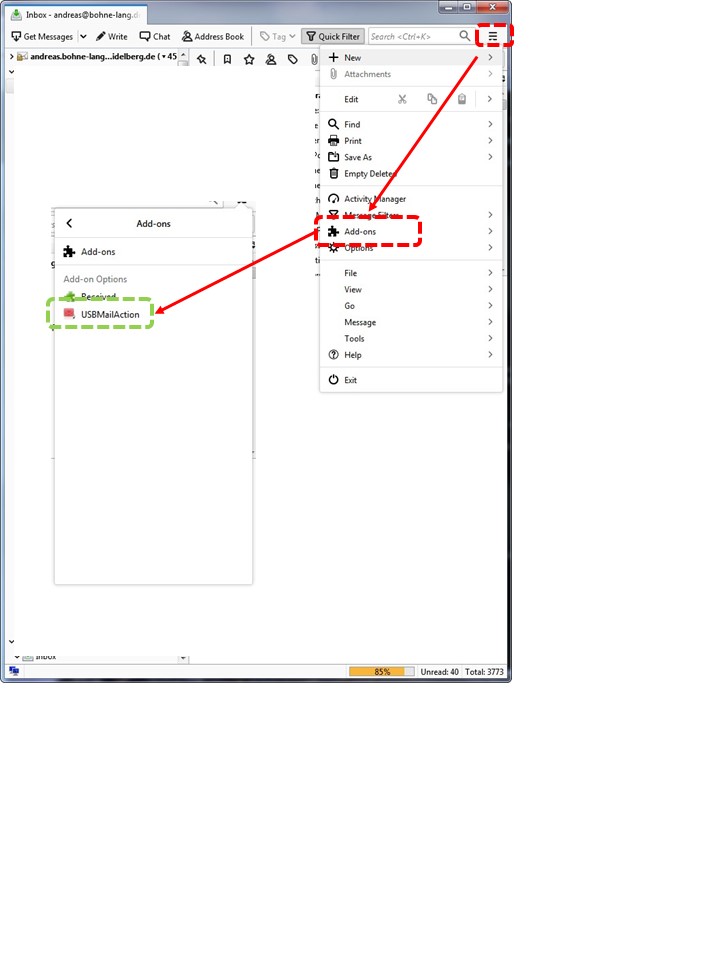 Inbox - andreas@bohne-lang.d
Get Messages
Write
Chat
Address Book
Tag
Quick Filter
Search <Ctrl+K>
andreas.bohne-lang...idelberg.de (
45
New
Attachments
Edit
Find
Print
Save As
Empty Deleted
Activity Manager
Message Filters
Add-ons
Options
File
View
Go
Message
Tools
Help
Exit
Add-ons
Add-ons
Add-on Options
Received
USBMailAction
Inbox
85%
Unread: 40
Total: 3773